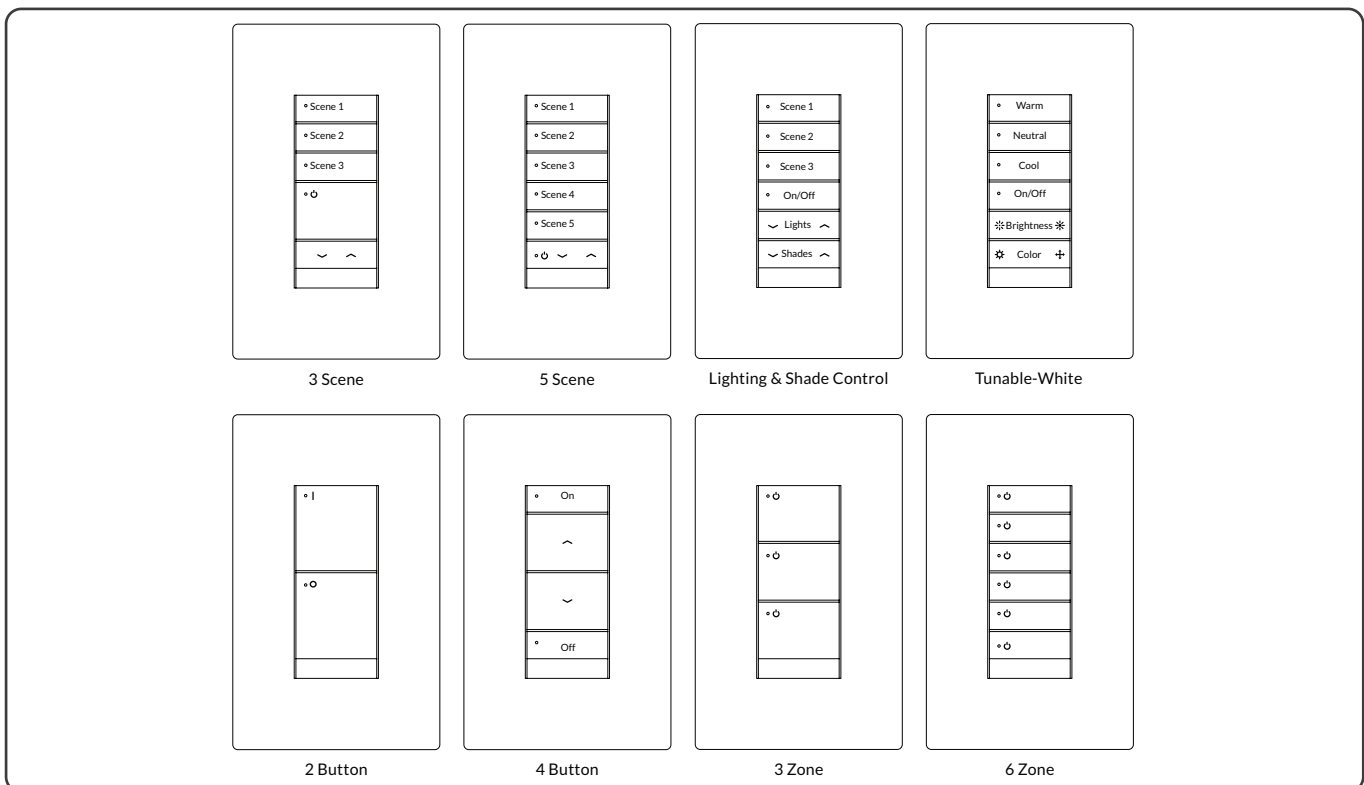 Scene 1
Scene 2
Scene 3
3 Scene
Scene 1
Scene 2
Scene 3
Scene 4
Scene 5
5 Scene
Scene 1
Scene 2
Scene 3
On/Off
Lights
Shades
Lighting & Shade Control
Warm
Neutral
Cool
On/Off
Brightness
Color
Tunable-White
2 Button
On
Off
4 Button
3 Zone
6 Zone